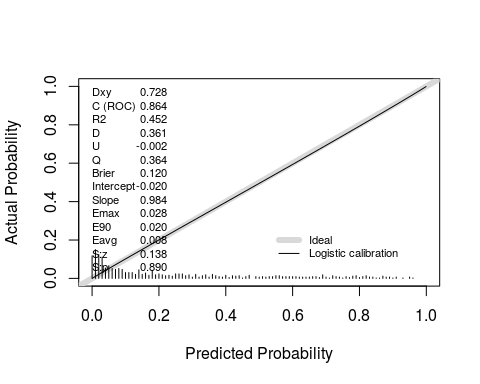 Actual Probability
1.0
0.8
0.6
0.4
0.2
0.0
Dxy 0.728
C (ROC) 0.864
R2 0.452
D 0.361
U -0.002
Q 0.364
Brier 0.120
Intercept -0.020
Slope 0.984
Emax 0.028
E90 0.020
Eavg 0.008
S:z 0.138
S:p 0.890
Ideal
Logistic calibration
0.0 0.2 0.4 0.6 0.8 1.0
Predicted Probability